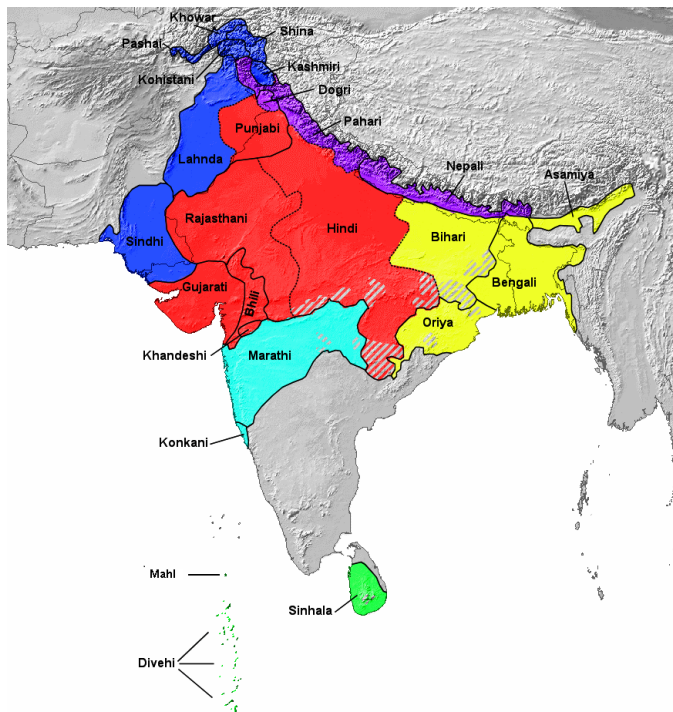 Khowar
Shina
Pashai
Kohistani
Kashmiri
Dogri
Punjabi
Pahari
Lahnda
Nepali
Asamiya
Rajasthani
Hindi
Bihari
Sindhi
Gujarati
Bhili
Bengali
Oriya
Khandeshi
Marathi
Konkani
Mahl
Sinhala
Divehi